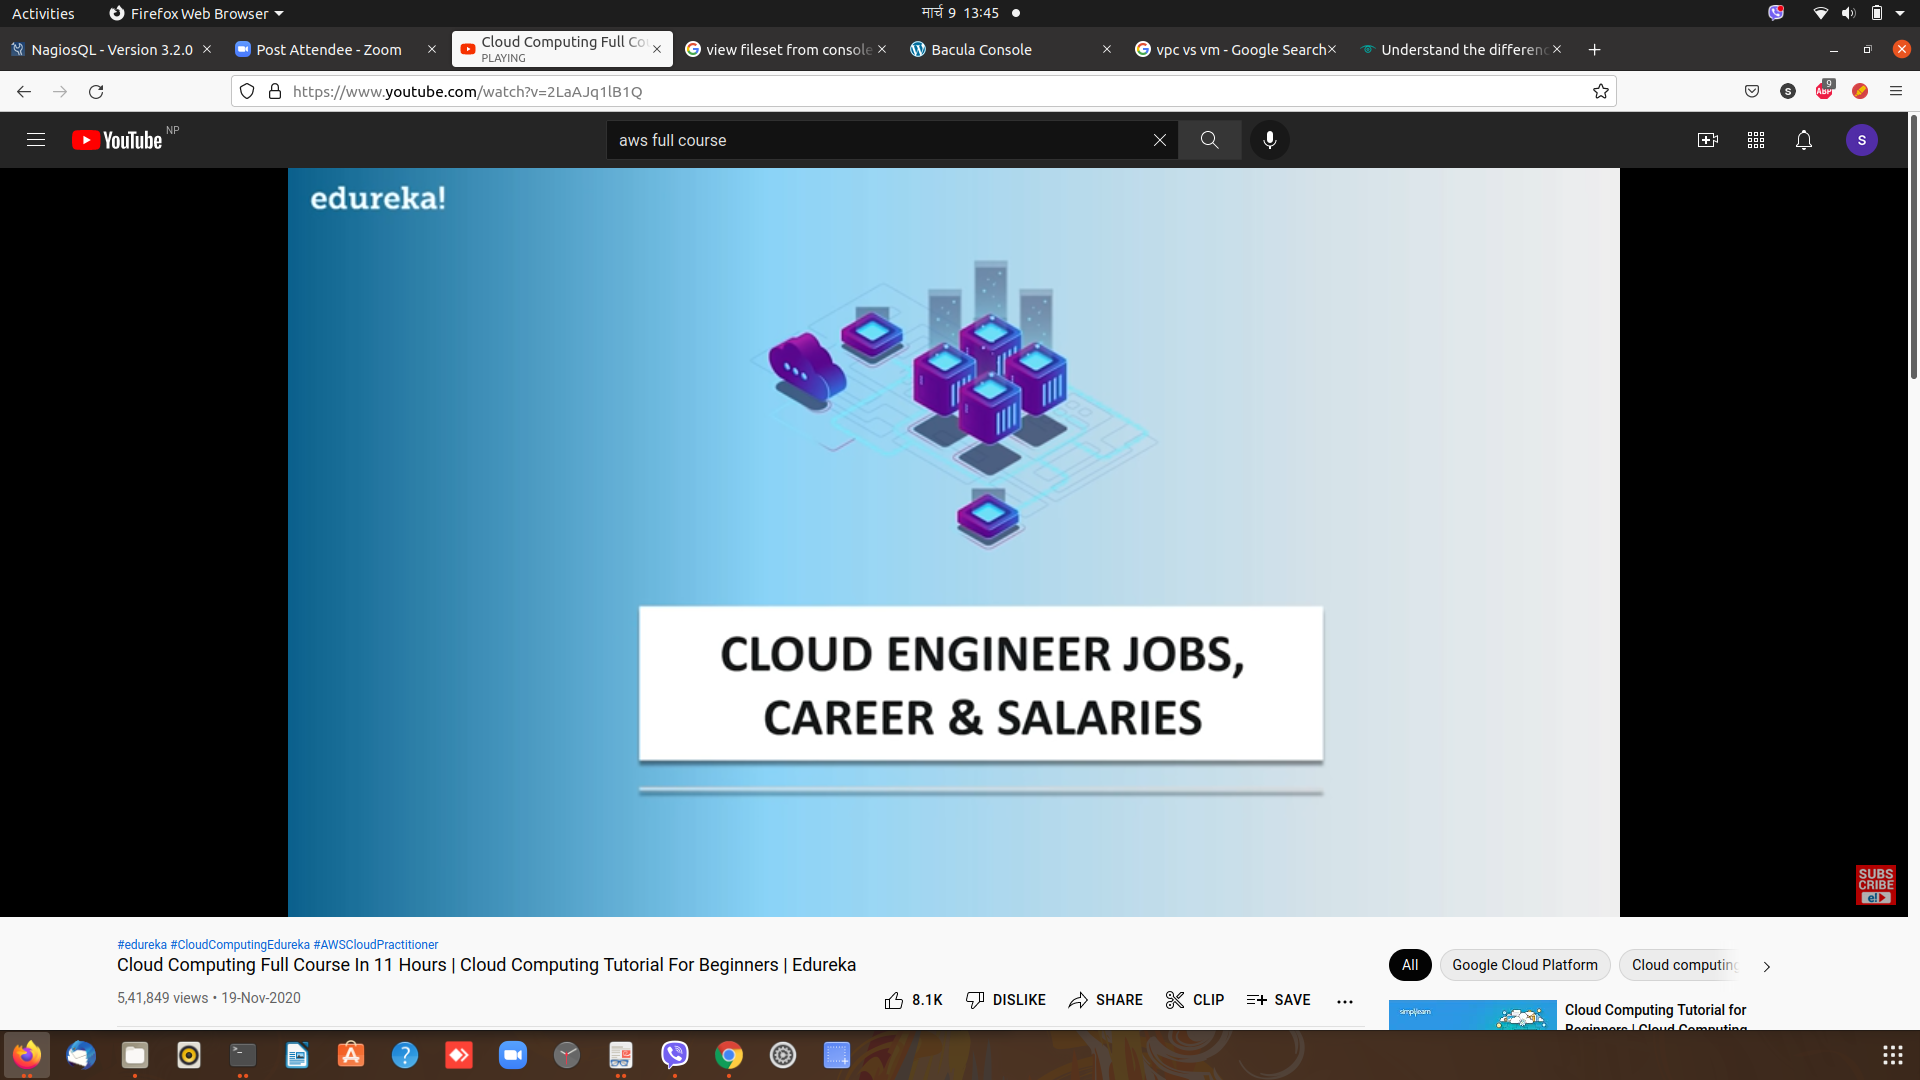 Activities
Firefox Web Browser
मार्च 9 13:45
NagiosQL - Version 3.2.0
Post Attendee - Zoom
Cloud Computing Full Co
PLAYING
view fileset from console
Bacula Console
vpc vs vm - Google Search
Understand the differenc
https://www.youtube.com/watch?v=2LaAJq1lB1Q
S
ABP
9
YouTube NP
aws full course
S
edureka!
CLOUD ENGINEER JOBS,
CAREER & SALARIES
SUBS
CRIBE
e!
#edureka #CloudComputingEdureka #AWSCloudPractitioner
Cloud Computing Full Course In 11 Hours | Cloud Computing Tutorial For Beginners | Edureka
5,41,849 views • 19-Nov-2020
8.1K
DISLIKE
SHARE
CLIP
SAVE
All
Google Cloud Platform
Cloud computing
simplilearn
Cloud Computing Tutorial for
Beginners | Cloud Computing